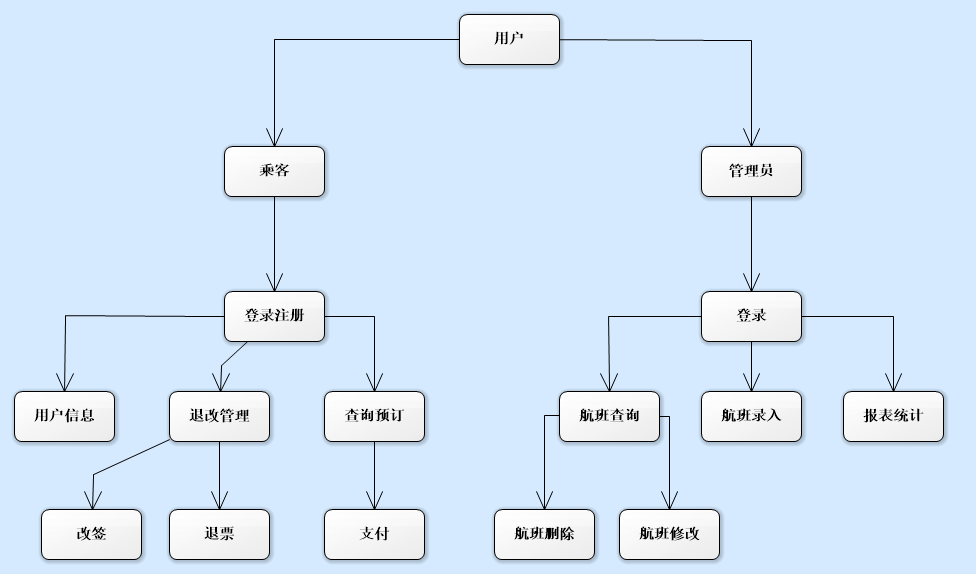 用户
乘客
管理员
登录注册
登录
用户信息
退改管理
查询预订
航班查询
航班录入
报表统计
改签
退票
支付
航班删除
航班修改